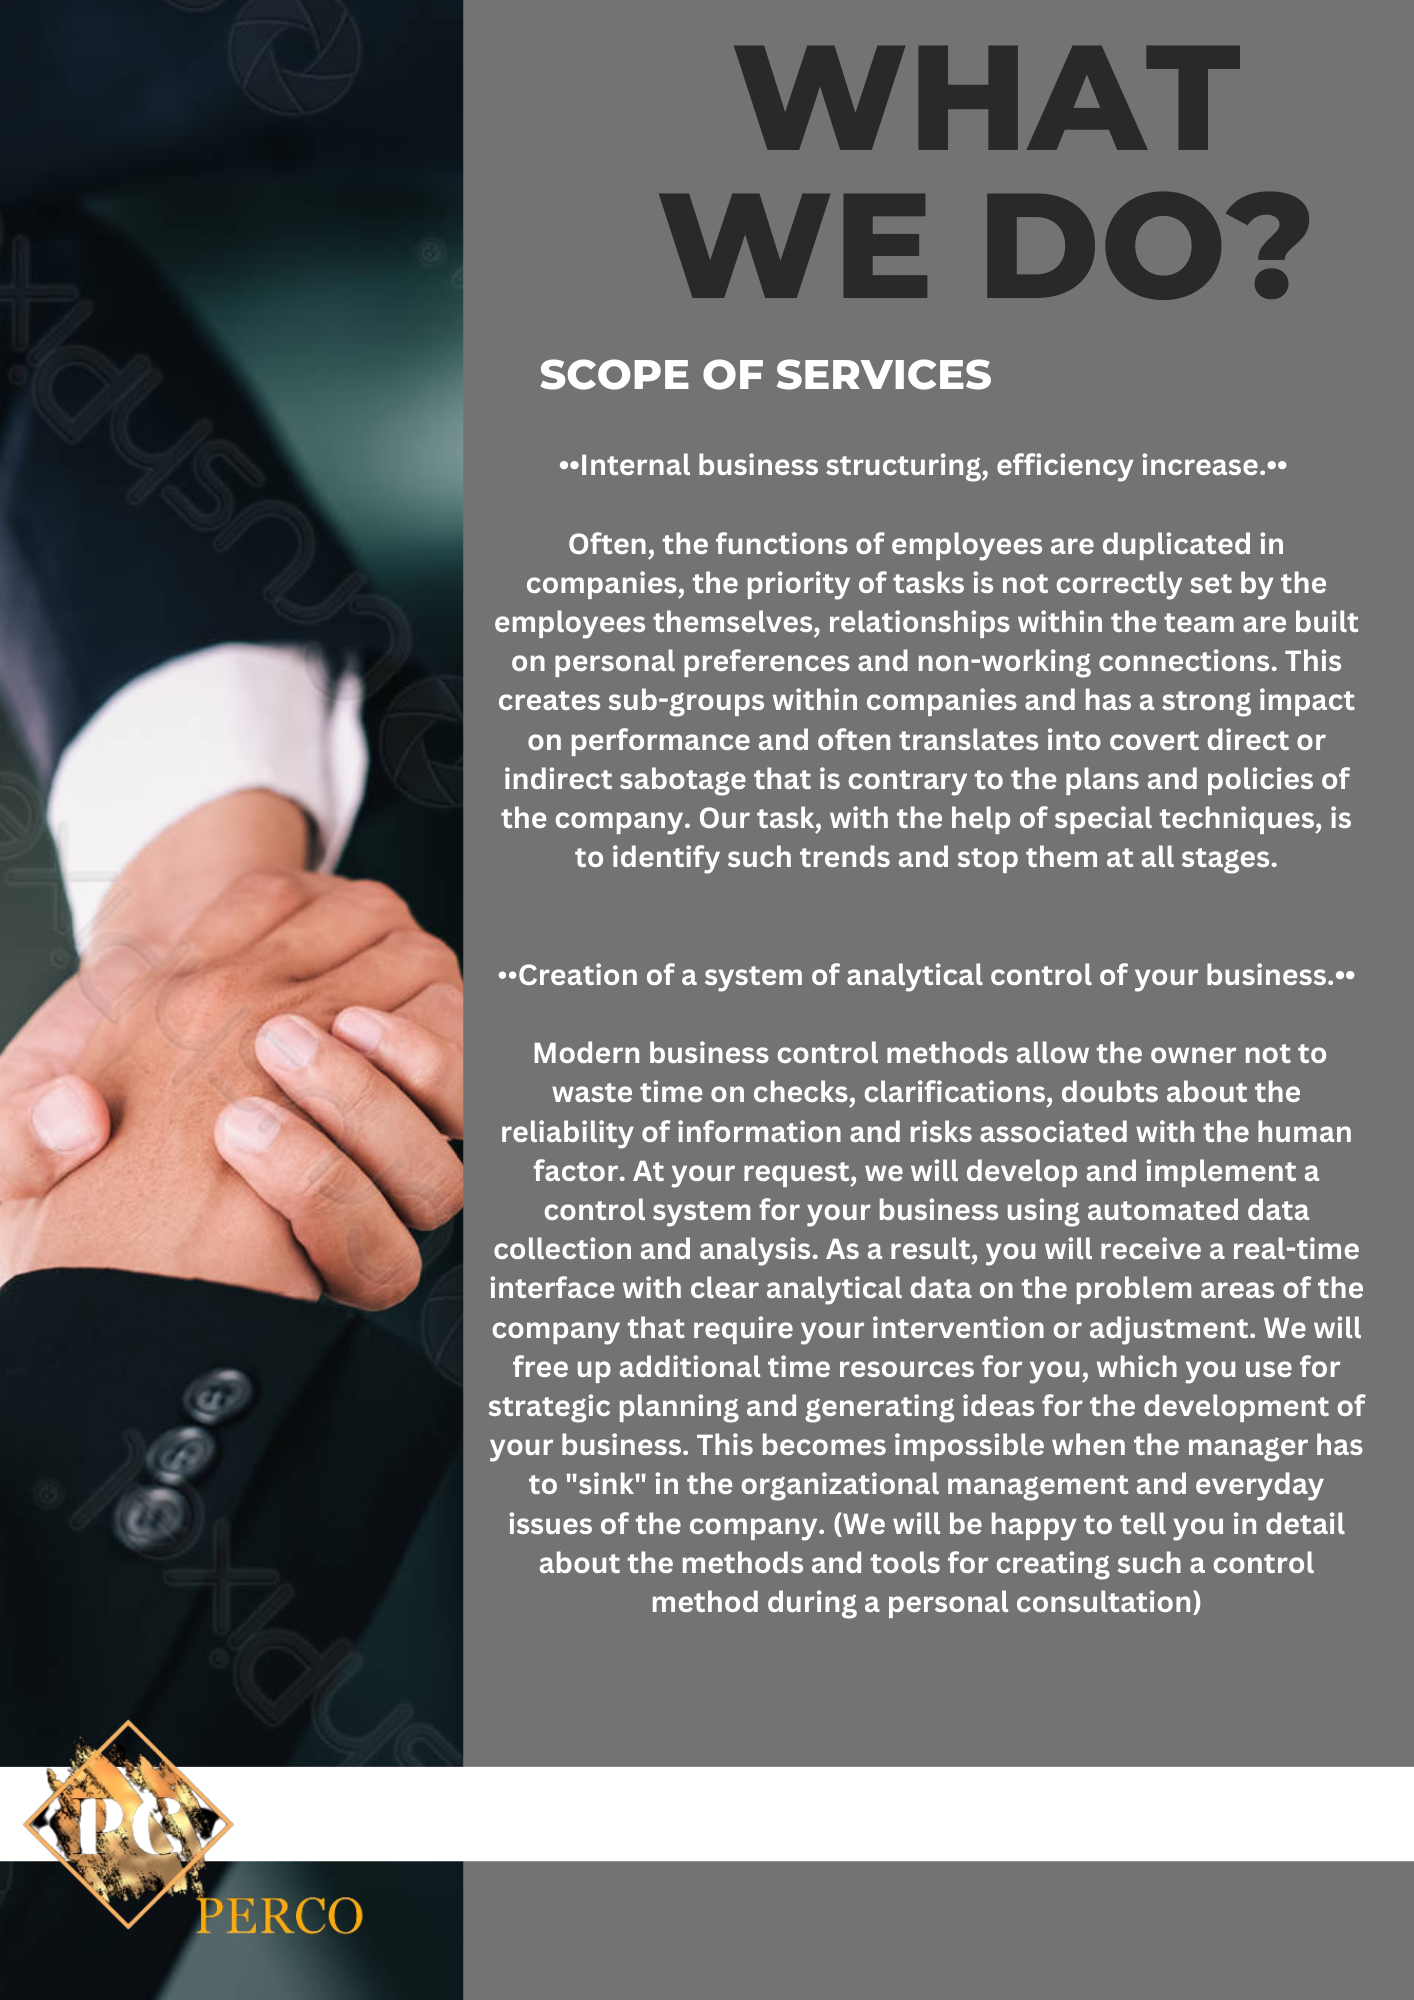 WHAT
WE DO?
SCOPE OF SERVICES
••Internal business structuring, efficiency increase.••
Often, the functions of employees are duplicated in
companies, the priority of tasks is not correctly set by the
employees themselves, relationships within the team are built
on personal preferences and non-working connections. This
creates sub-groups within companies and has a strong impact
on performance and often translates into covert direct or
indirect sabotage that is contrary to the plans and policies of
the company. Our task, with the help of special techniques, is
to identify such trends and stop them at all stages.
••Creation of a system of analytical control of your business.••
Modern business control methods allow the owner not to
waste time on checks, clarifications, doubts about the
reliability of information and risks associated with the human
factor. At your request, we will develop and implement a
control system for your business using automated data
collection and analysis. As a result, you will receive a real-time
interface with clear analytical data on the problem areas of the
company that require your intervention or adjustment. We will
free up additional time resources for you, which you use for
strategic planning and generating ideas for the development of
your business. This becomes impossible when the manager has
to "sink" in the organizational management and everyday
issues of the company. (We will be happy to tell you in detail
about the methods and tools for creating such a control
method during a personal consultation)
PC
PERCO